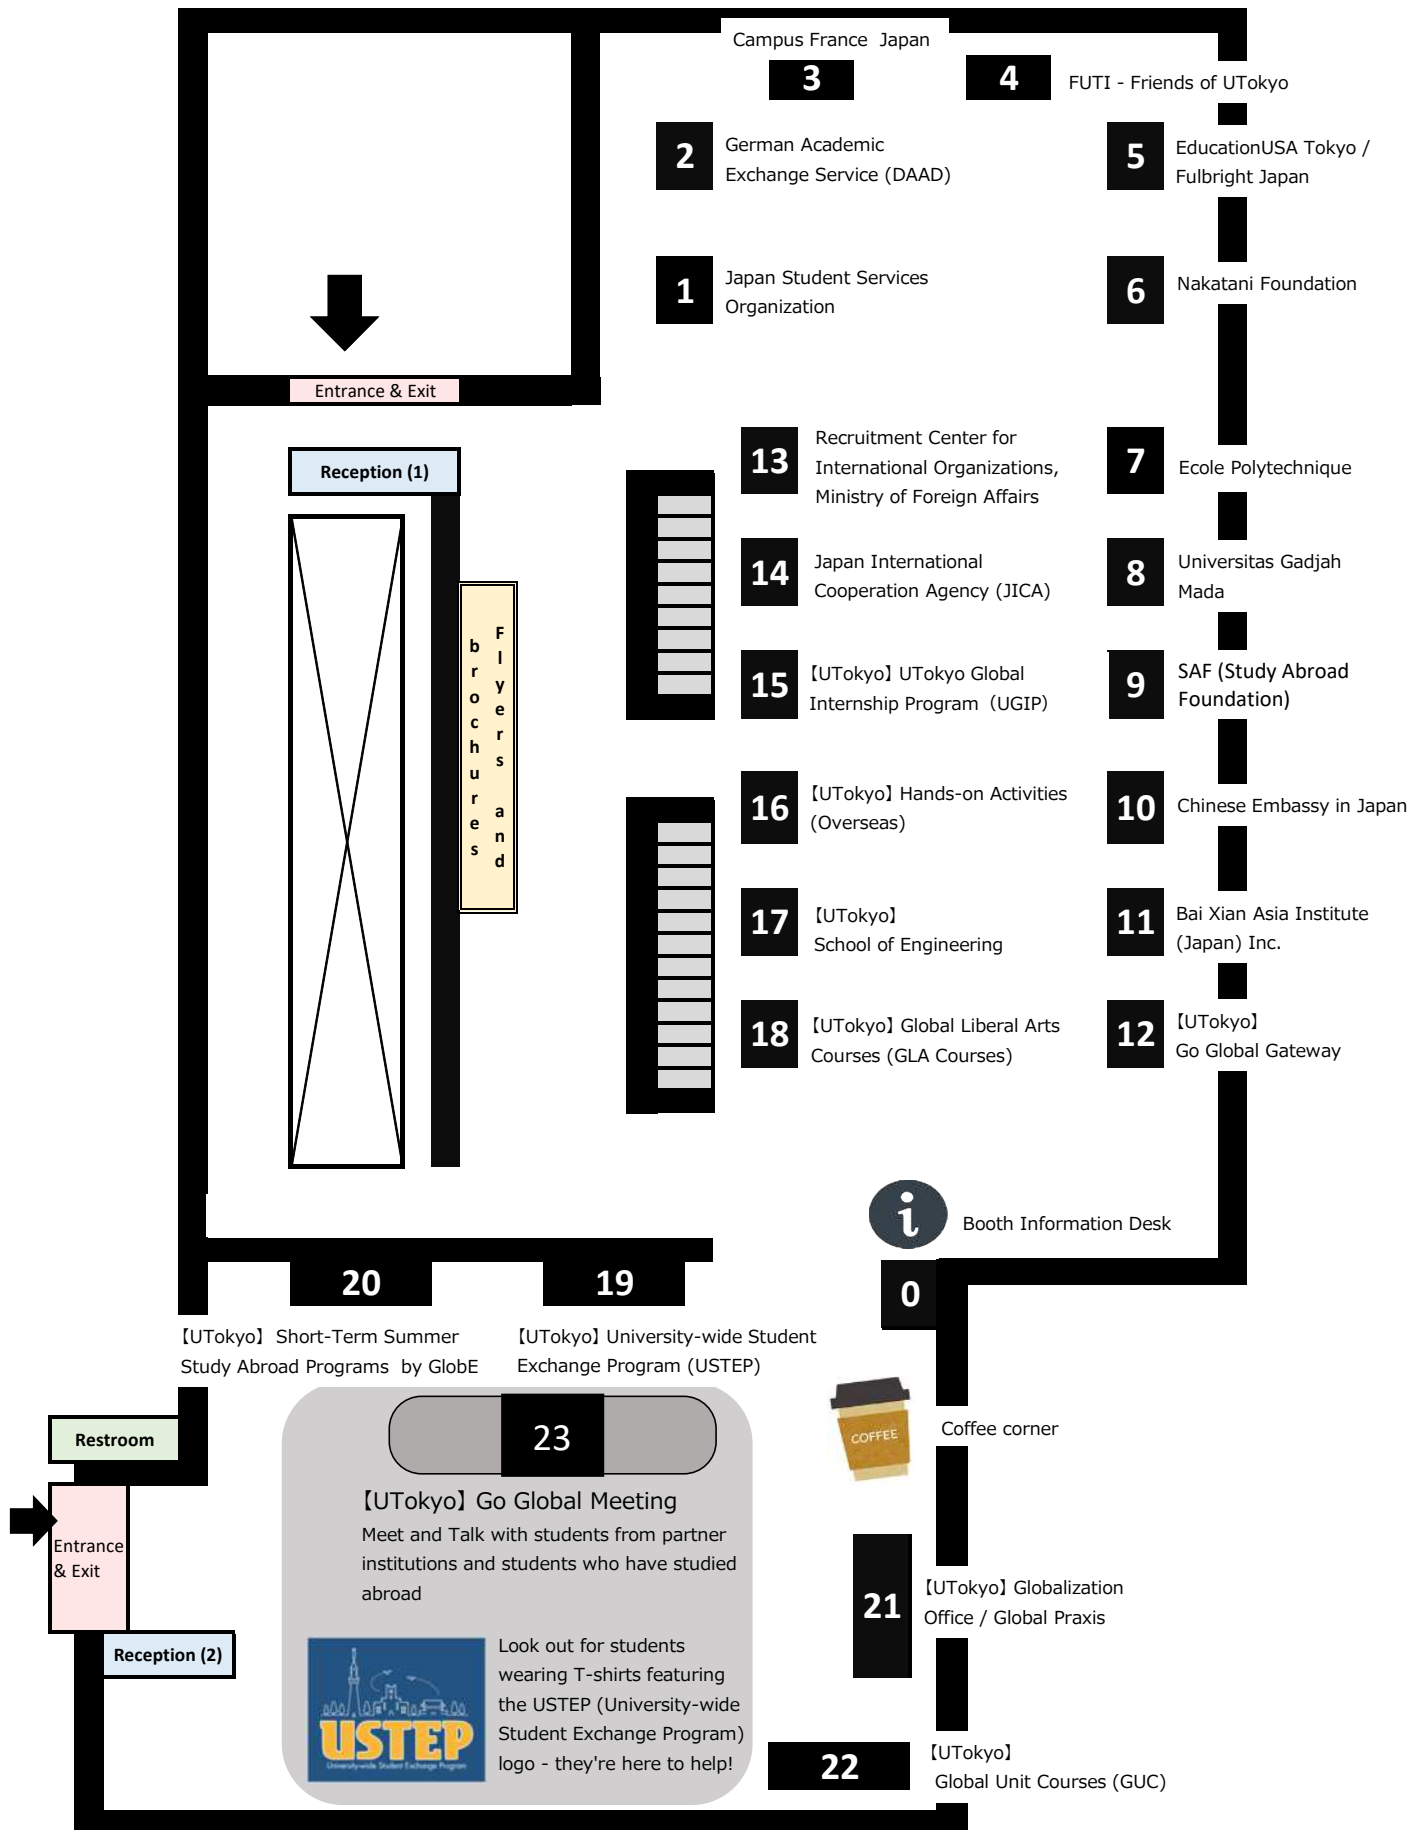 Campus France  Japan
3
4
FUTI - Friends of UTokyo
2
German Academic
Exchange Service (DAAD)
5
EducationUSA Tokyo /
Fulbright Japan
1
Japan Student Services
Organization
6
Nakatani Foundation
Entrance & Exit
Reception (1)
Flyers and
brochures
13
Recruitment Center for
International Organizations,
Ministry of Foreign Affairs
7
Ecole Polytechnique
14
Japan International
Cooperation Agency (JICA)
8
Universitas Gadjah
Mada
15
【UTokyo】UTokyo Global
Internship Program（UGIP）
9
SAF (Study Abroad
Foundation)
16
【UTokyo】Hands-on Activities
(Overseas)
10
Chinese Embassy in Japan
17
【UTokyo】
School of Engineering
11
Bai Xian Asia Institute
(Japan) Inc.
18
【UTokyo】Global Liberal Arts
Courses (GLA Courses)
12
【UTokyo】
Go Global Gateway
i
Booth Information Desk
0
20
19
【UTokyo】 Short-Term Summer
Study Abroad Programs  by GlobE
【UTokyo】University-wide Student
Exchange Program (USTEP)
COFFEE
Coffee corner
Restroom
Entrance
& Exit
Reception (2)
23
【UTokyo】Go Global Meeting
Meet and Talk with students from partner
institutions and students who have studied
abroad
USTEP
University-wide Student Exchange Program
Look out for students
wearing T-shirts featuring
the USTEP (University-wide
Student Exchange Program)
logo - they're here to help!
21
【UTokyo】Globalization
Office / Global Praxis
22
【UTokyo】
Global Unit Courses (GUC)